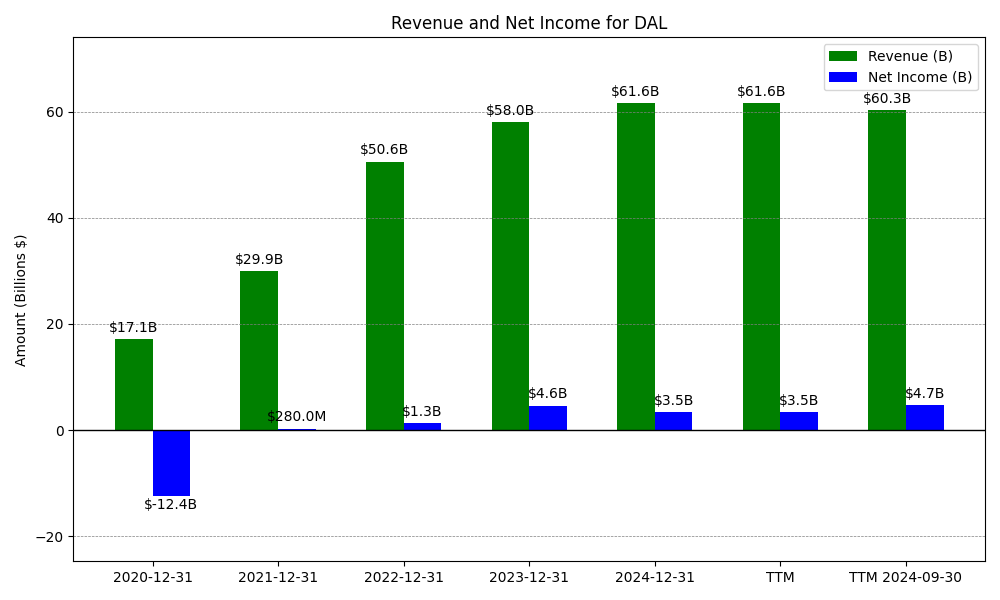 Revenue and Net Income for DAL
Revenue (B)
Net Income (B)
Amount (Billions $)
60
40
20
0
−20
$17.1B
$-12.4B
$29.9B
$280.0M
$50.6B
$1.3B
$58.0B
$4.6B
$61.6B
$3.5B
$61.6B
$3.5B
$60.3B
$4.7B
2020-12-31
2021-12-31
2022-12-31
2023-12-31
2024-12-31
TTM
TTM 2024-09-30